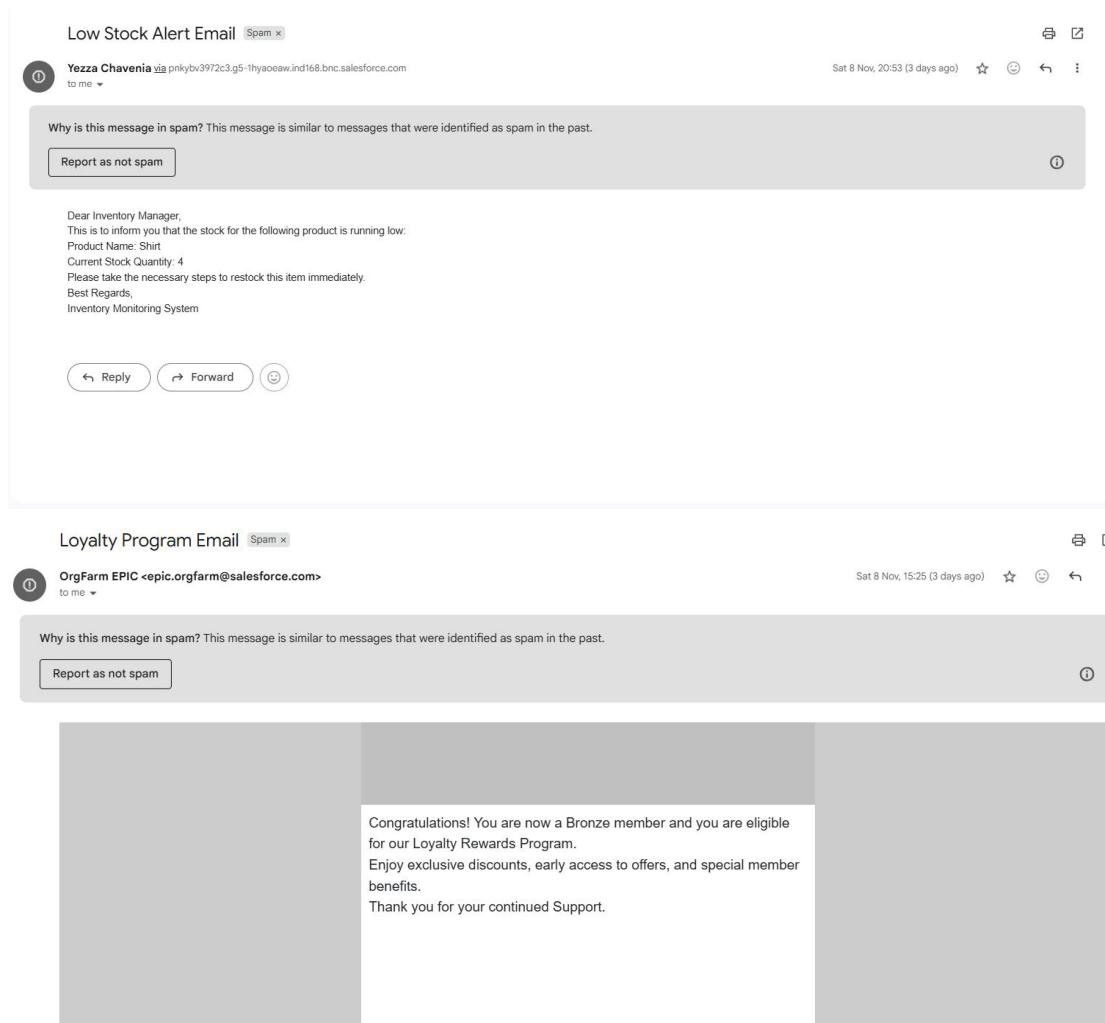 Low Stock Alert Email Spam ×
Yezza Chavenia via pnkybv3972c3.g5-1hyaoeaw.ind168.bnc.salesforce.com Sat 8 Nov, 20:53 (3 days ago)
to me
Why is this message in spam? This message is similar to messages that were identified as spam in the past.
Report as not spam
Dear Inventory Manager,
This is to inform you that the stock for the following product is running low:
Product Name: Shirt
Current Stock Quantity: 4
Please take the necessary steps to restock this item immediately.
Best Regards,
Inventory Monitoring System
Reply Forward
Loyalty Program Email Spam ×
OrgFarm EPIC <epic.orgfarm@salesforce.com> Sat 8 Nov, 15:25 (3 days ago)
to me
Why is this message in spam? This message is similar to messages that were identified as spam in the past.
Report as not spam
Congratulations! You are now a Bronze member and you are eligible
for our Loyalty Rewards Program.
Enjoy exclusive discounts, early access to offers, and special member
benefits.
Thank you for your continued Support.